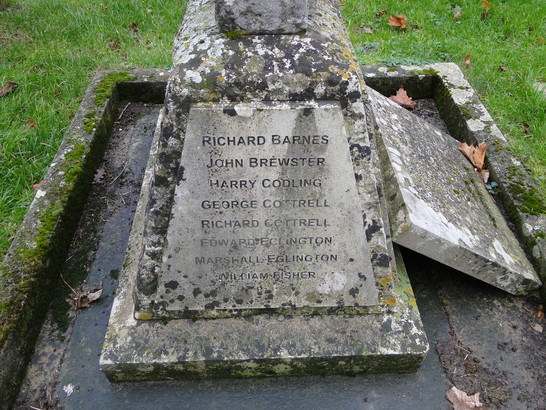 RICHARD BARNES
JOHN BREWSTER
HARRY CODLING
GEORGE COTTRELL
RICHARD COTTRELL
EDWARD EGLINGTON
MARSHALL EGLINGTON
WILLIAM FISHER